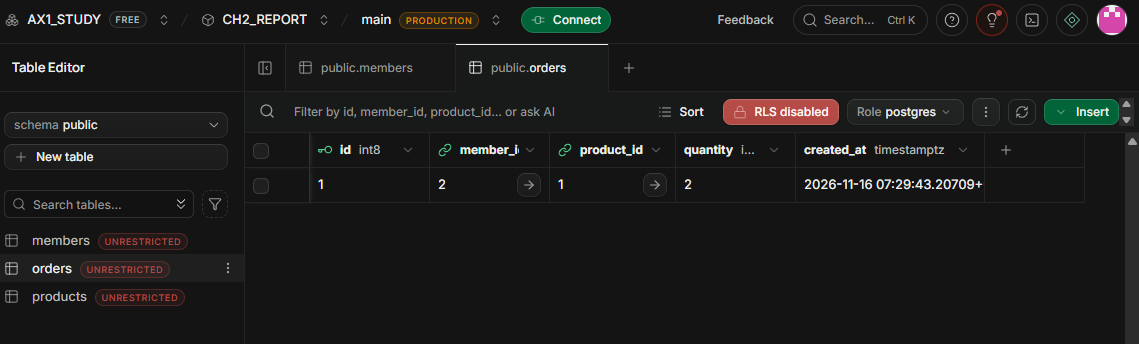 AX1_STUDY FREE CH2_REPORT main PRODUCTION Connect Feedback Search... Ctrl K
Table Editor
public.members public.orders
schema public
New table
Search tables...
members UNRESTRICTED
orders UNRESTRICTED
products UNRESTRICTED
Filter by id, member_id, product_id... or ask AI Sort RLS disabled Role postgres Insert
id int8 member_i product_id quantity i... created_at timestamptz
1 2 1 2 2026-11-16 07:29:43.20709+